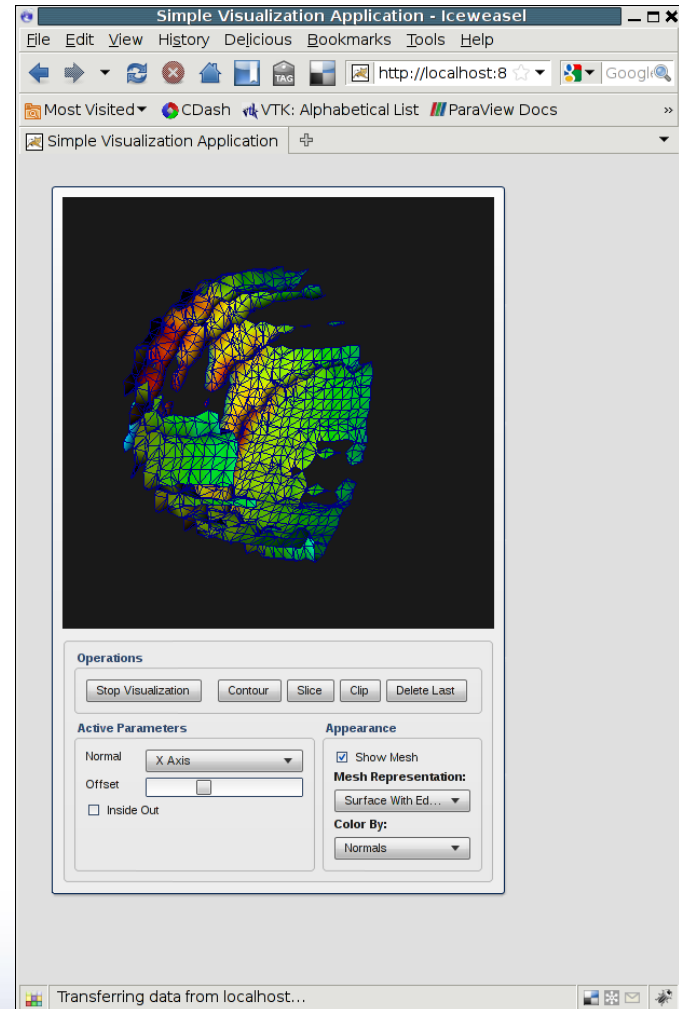 Simple Visualization Application - Iceweasel
File Edit View History Delicious Bookmarks Tools Help
TAG http://localhost:8 Google
Most Visited CDash VTK: Alphabetical List ParaView Docs »
Simple Visualization Application
Operations
Stop Visualization Contour Slice Clip Delete Last
Active Parameters Appearance
Normal X Axis
Show Mesh
Mesh Representation:
Offset
Surface With Ed...
Inside Out
Color By:
Normals
Transferring data from localhost...